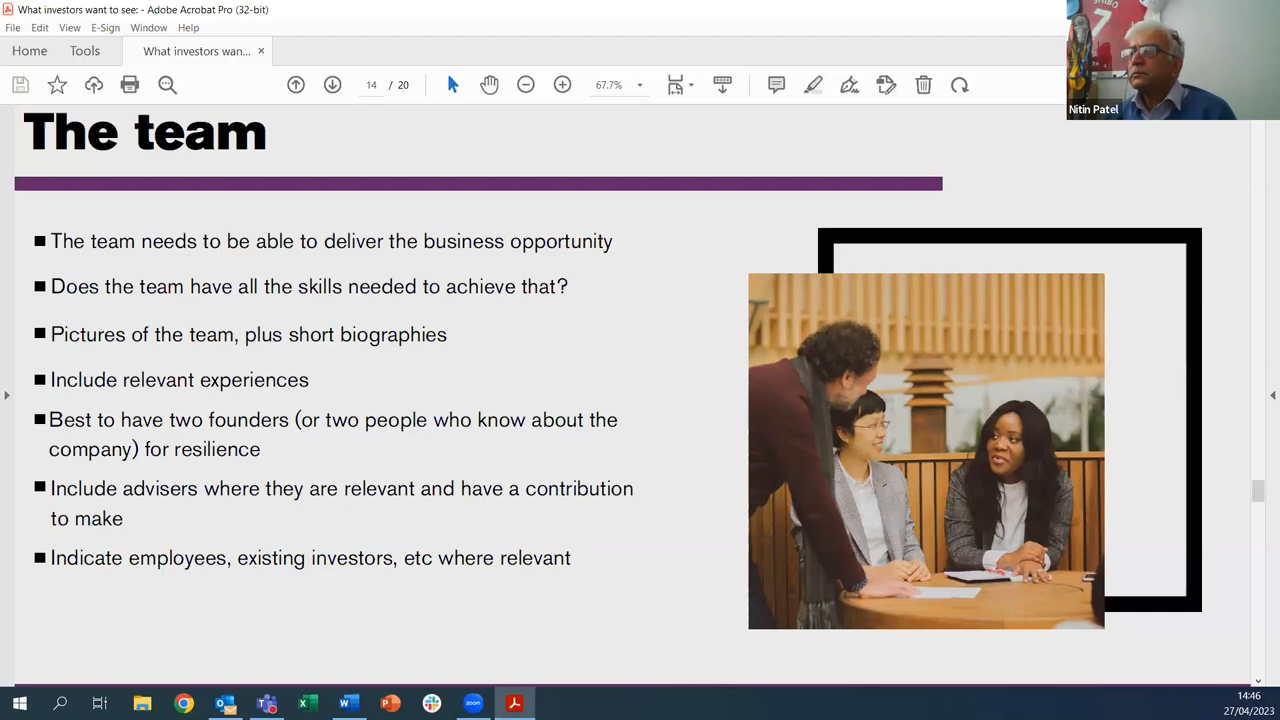 What investors want to see: - Adobe Acrobat Pro (32-bit)
File Edit View E-Sign Window Help
Home Tools What investors wan... ×
14 / 20 67.7%
SHIBO
7
Nitin Patel
The team
The team needs to be able to deliver the business opportunity
Does the team have all the skills needed to achieve that?
Pictures of the team, plus short biographies
Include relevant experiences
Best to have two founders (or two people who know about the
company) for resilience
Include advisers where they are relevant and have a contribution
to make
Indicate employees, existing investors, etc where relevant
zoom
14:46
27/04/2023